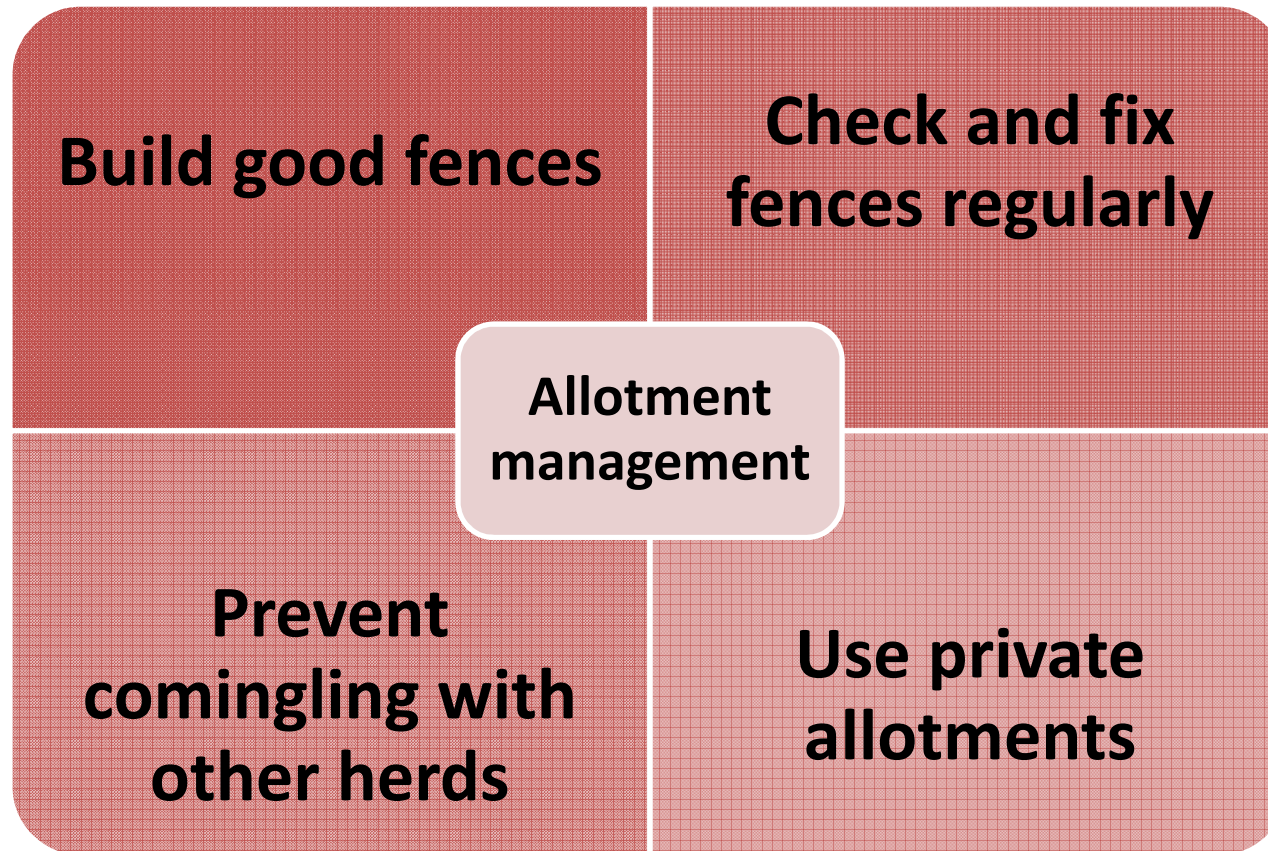 Build good fences
Check and fix
fences regularly
Allotment
management
Prevent
comingling with
other herds
Use private
allotments